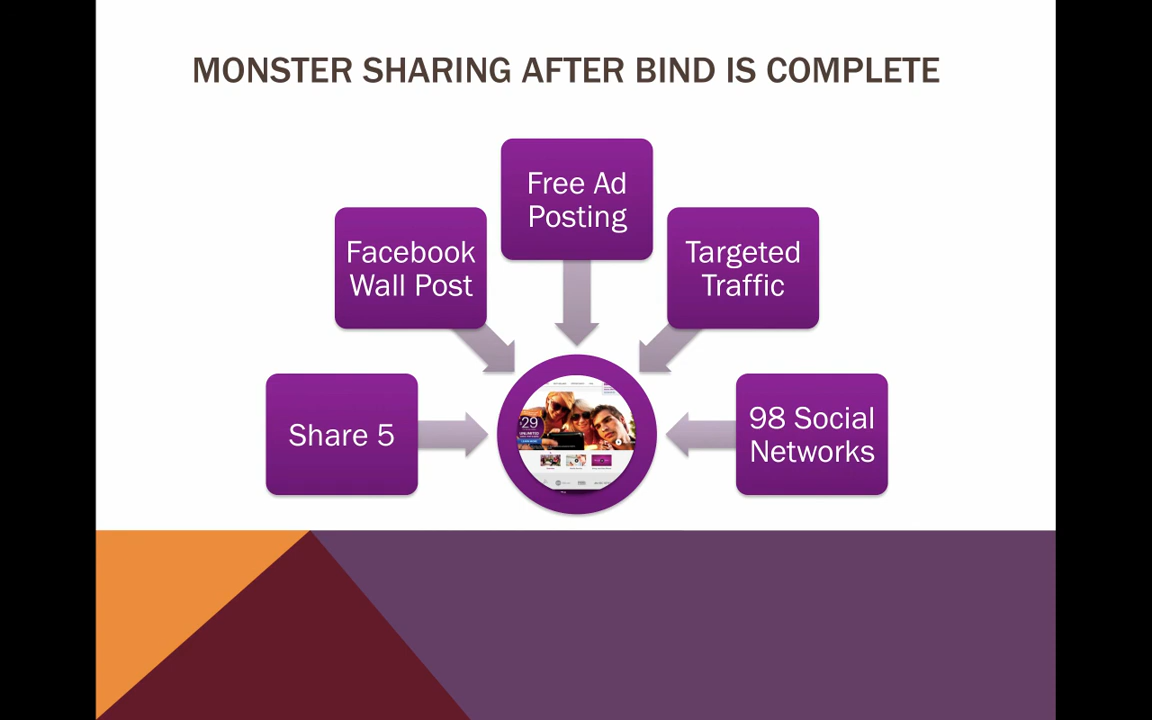 MONSTER SHARING AFTER BIND IS COMPLETE
Free Ad
Posting
Facebook
Wall Post
Targeted
Traffic
Share 5
98 Social
Networks
$29
UNLIMITED